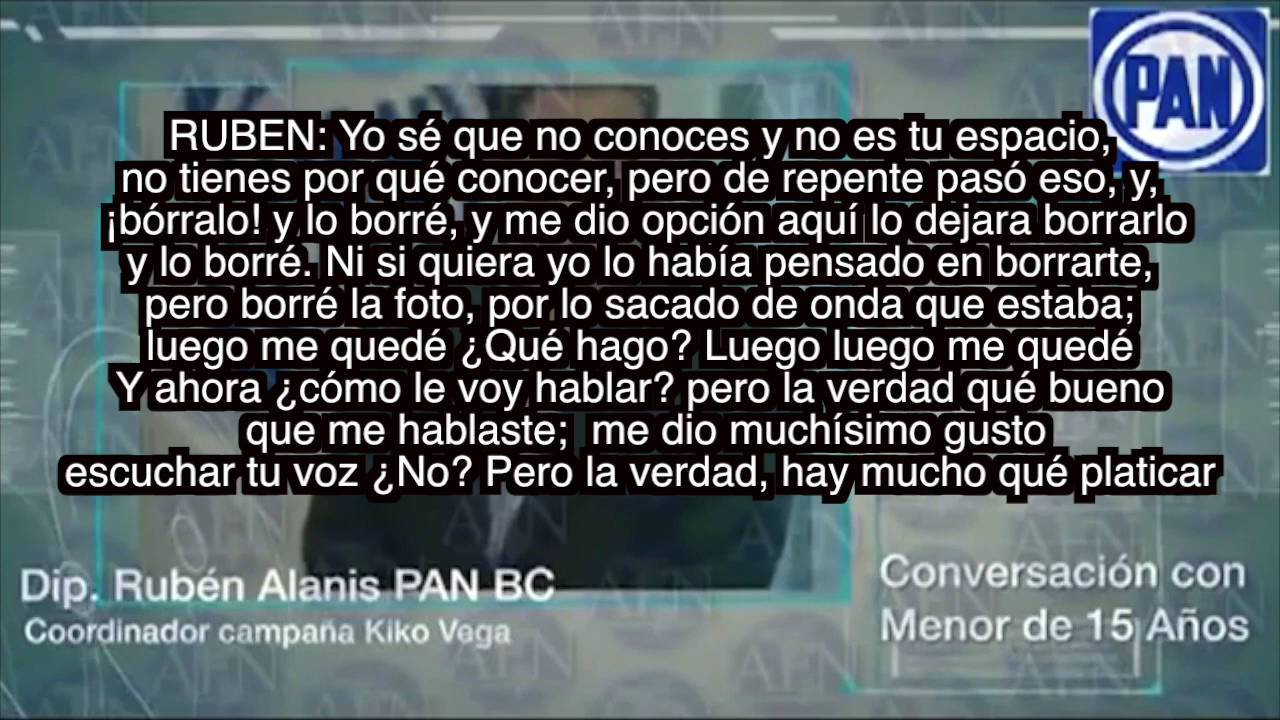 PAN
RUBEN: Yo sé que no conoces y no es tu espacio,
no tienes por qué conocer, pero de repente pasó eso, y,
¡bórralo! y lo borré, y me dio opción aquí lo dejara borrarlo
y lo borré. Ni si quiera yo lo había pensado en borrarte,
pero borré la foto, por lo sacado de onda que estaba;
luego me quedé ¿Qué hago? Luego luego me quedé
Y ahora ¿cómo le voy hablar? pero la verdad qué bueno
que me hablaste;  me dio muchísimo gusto
escuchar tu voz ¿No? Pero la verdad, hay mucho qué platicar
Dip. Rubén Alanis PAN BC
Coordinador campaña Kiko Vega
Conversación con
Menor de 15 Años
AFN